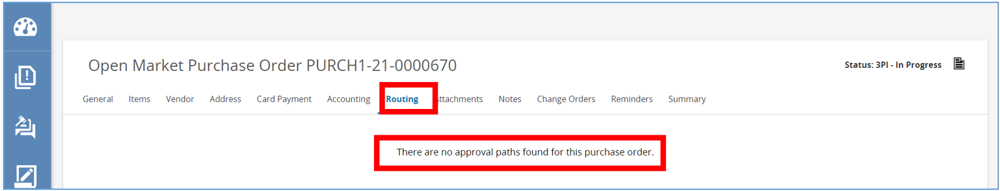 Open Market Purchase Order PURCH1-21-0000670
Status: 3PI - In Progress
General Items Vendor Address Card Payment Accounting Routing ttachments Notes Change Orders Reminders Summary
There are no approval paths found for this purchase order.